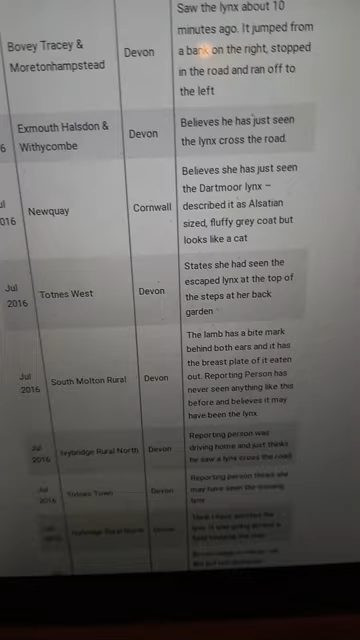 Saw the lynx about 10
minutes ago. It jumped from
Bovey Tracey &
Moretonhampstead
Devon
a bank on the right, stopped
in the road and ran off to
the left
6
Exmouth Halsdon &
Withycombe
Devon
Believes he has just seen
the lynx cross the road.
ul
016
Newquay
Cornwall
Believes she has just seen
the Dartmoor lynx –
described it as Alsatian
sized, fluffy grey coat but
looks like a cat
Jul
2016
Totnes West
Devon
States she had seen the
escaped lynx at the top of
the steps at her back
garden
Jul
2016
South Molton Rural
Devon
The lamb has a bite mark
behind both ears and it has
the breast plate of it eaten
out. Reporting Person has
never seen anything like this
before and believes it may
have been the lynx
Jul
2016
Ivybridge Rural North
Devon
Reporting person was
driving home and just thinks
he saw a lynx cross the road
Jul
2016
Totnes Town
Devon
Reporting person thinks she
may have seen the missing
lynx
Ivybridge Rural North
Devon